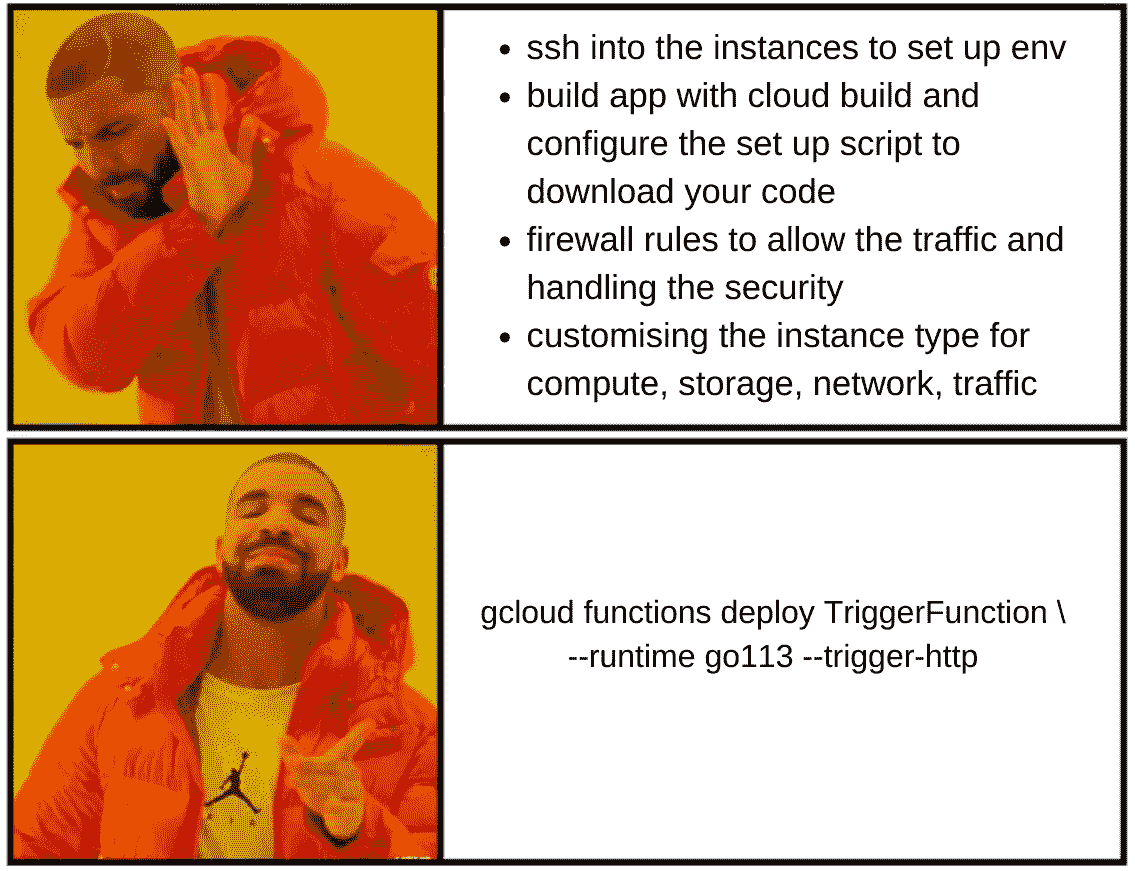 • ssh into the instances to set up env
• build app with cloud build and
configure the set up script to
download your code
• firewall rules to allow the traffic and
handling the security
• customising the instance type for
compute, storage, network, traffic
gcloud functions deploy TriggerFunction \
--runtime go113 --trigger-http